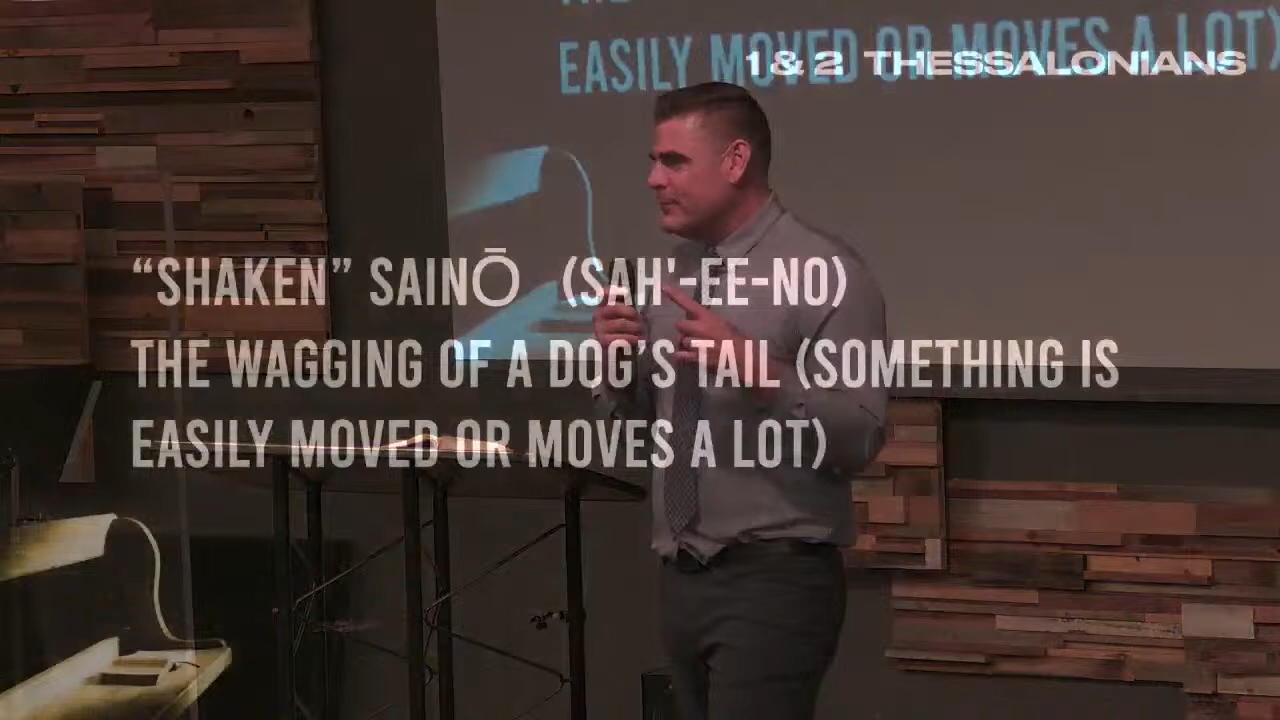 EASILY MOVED OR MOVES A LOT)
1 & 2 THESSALONIANS
“SHAKEN” SAINŌ (SAH'-EE-NO)
THE WAGGING OF A DOG’S TAIL (SOMETHING IS
EASILY MOVED OR MOVES A LOT)